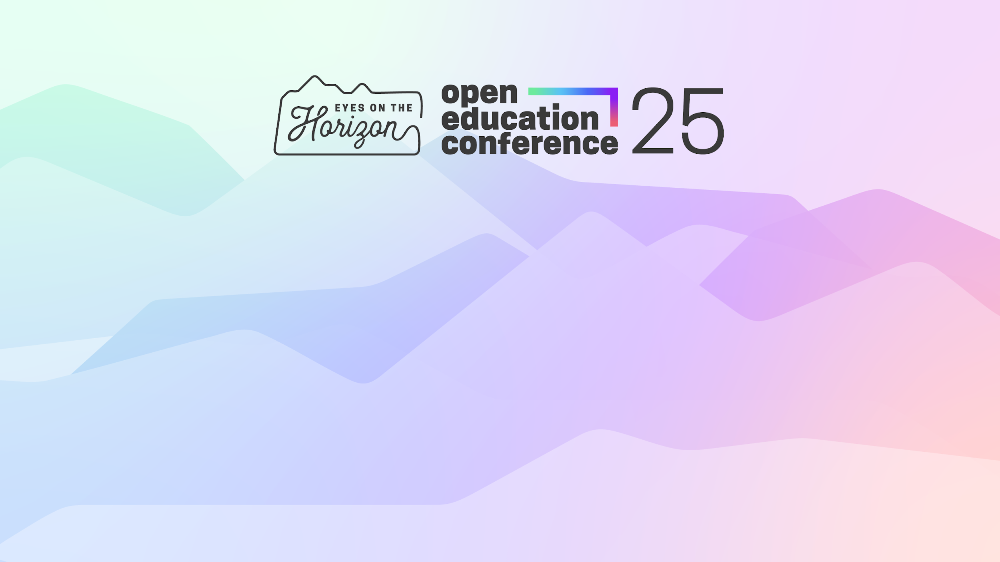 EYES ON THE
Horizon
open
education
conference
25